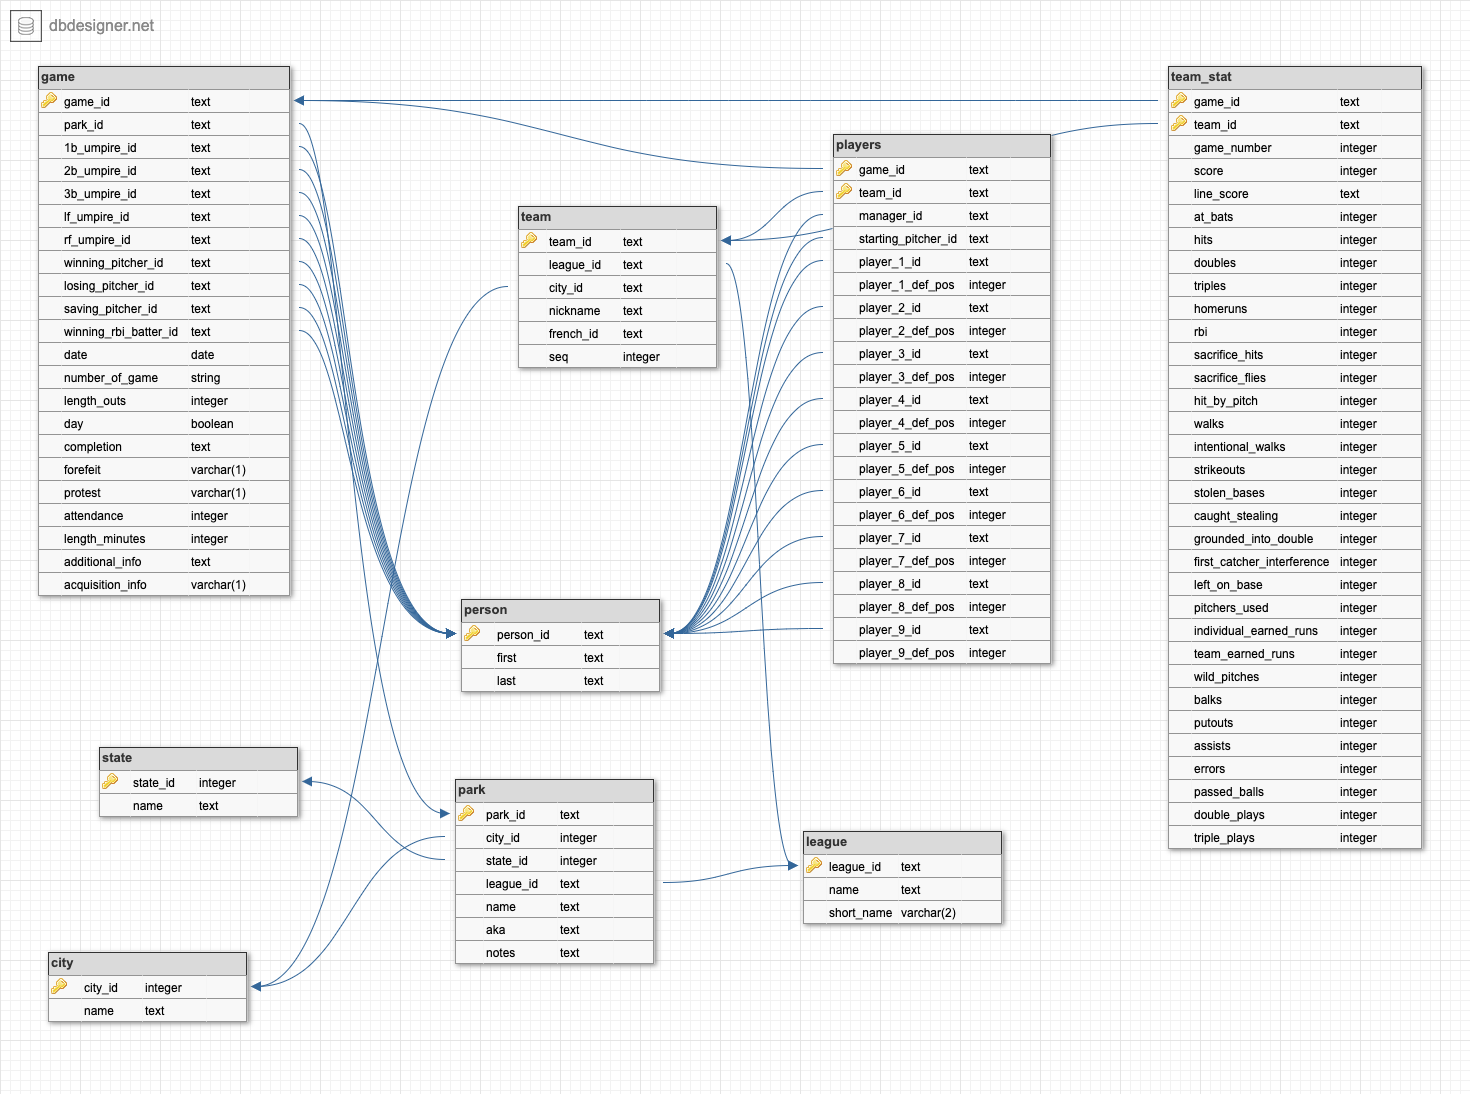 dbdesigner.net
game
game_id text
park_id text
1b_umpire_id text
2b_umpire_id text
3b_umpire_id text
lf_umpire_id text
rf_umpire_id text
winning_pitcher_id text
losing_pitcher_id text
saving_pitcher_id text
winning_rbi_batter_id text
date date
number_of_game string
length_outs integer
day boolean
completion text
forefeit varchar(1)
protest varchar(1)
attendance integer
length_minutes integer
additional_info text
acquisition_info varchar(1)
team
team_id text
league_id text
city_id text
nickname text
french_id text
seq integer
players
game_id text
team_id text
manager_id text
starting_pitcher_id text
player_1_id text
player_1_def_pos integer
player_2_id text
player_2_def_pos integer
player_3_id text
player_3_def_pos integer
player_4_id text
player_4_def_pos integer
player_5_id text
player_5_def_pos integer
player_6_id text
player_6_def_pos integer
player_7_id text
player_7_def_pos integer
player_8_id text
player_8_def_pos integer
player_9_id text
player_9_def_pos integer
team_stat
game_id text
team_id text
game_number integer
score integer
line_score text
at_bats integer
hits integer
doubles integer
triples integer
homeruns integer
rbi integer
sacrifice_hits integer
sacrifice_flies integer
hit_by_pitch integer
walks integer
intentional_walks integer
strikeouts integer
stolen_bases integer
caught_stealing integer
grounded_into_double integer
first_catcher_interference integer
left_on_base integer
pitchers_used integer
individual_earned_runs integer
team_earned_runs integer
wild_pitches integer
balks integer
putouts integer
assists integer
errors integer
passed_balls integer
double_plays integer
triple_plays integer
person
person_id text
first text
last text
state
state_id integer
name text
park
park_id text
city_id integer
state_id integer
league_id text
name text
aka text
notes text
league
league_id text
name text
short_name varchar(2)
city
city_id integer
name text